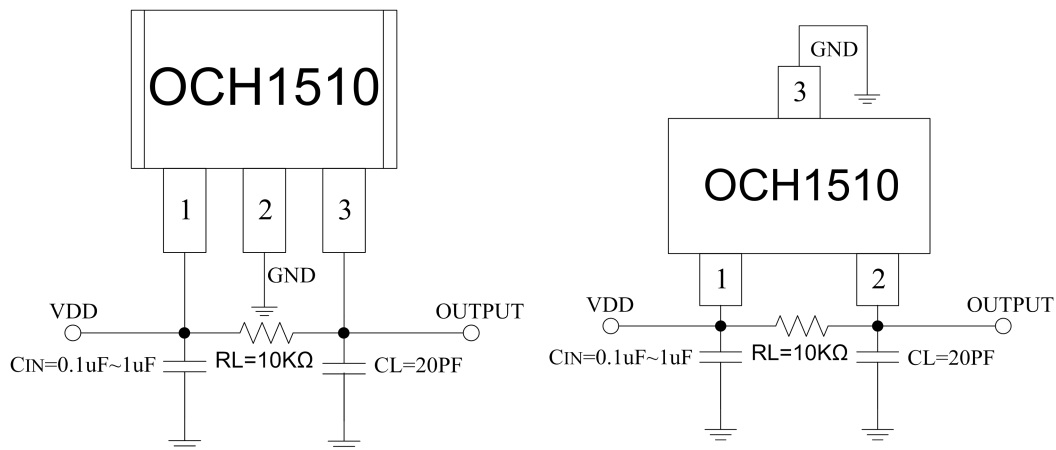 OCH1510
1 2 3
GND
VDD
OUTPUT
CIN=0.1uF~1uF
RL=10KΩ
CL=20PF
GND
3
OCH1510
1 2
VDD
OUTPUT
CIN=0.1uF~1uF
RL=10KΩ
CL=20PF